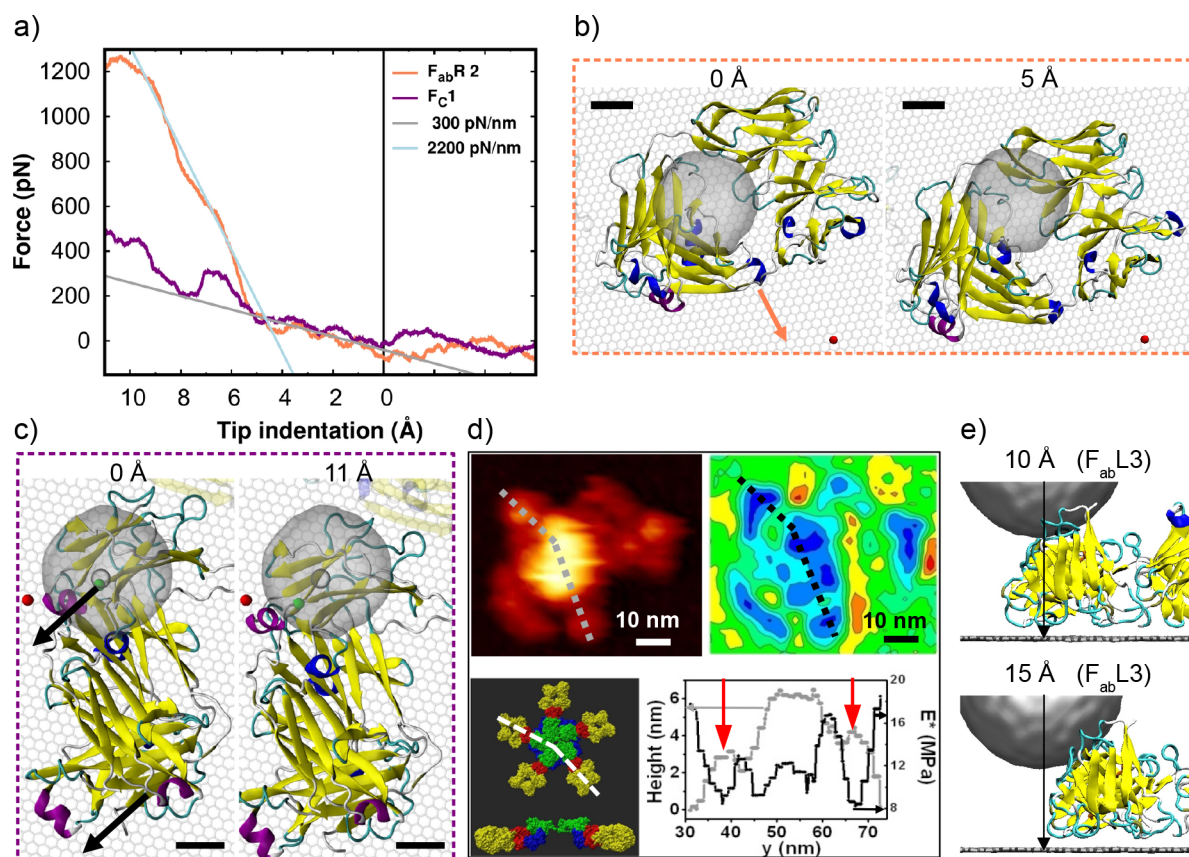 a)
1200
1000
800
600
400
200
0
Force (pN)
10 8 6 4 2 0
Tip indentation (Å)
FabR 2
FC1
300 pN/nm
2200 pN/nm
b)
0 Å 5 Å
c)
0 Å 11 Å
d)
10 nm
10 nm
Height (nm)
6
4
2
0
30 40 50 60 70
y (nm)
20
16
12
8
E* (MPa)
e)
10 Å (FabL3)
15 Å (FabL3)